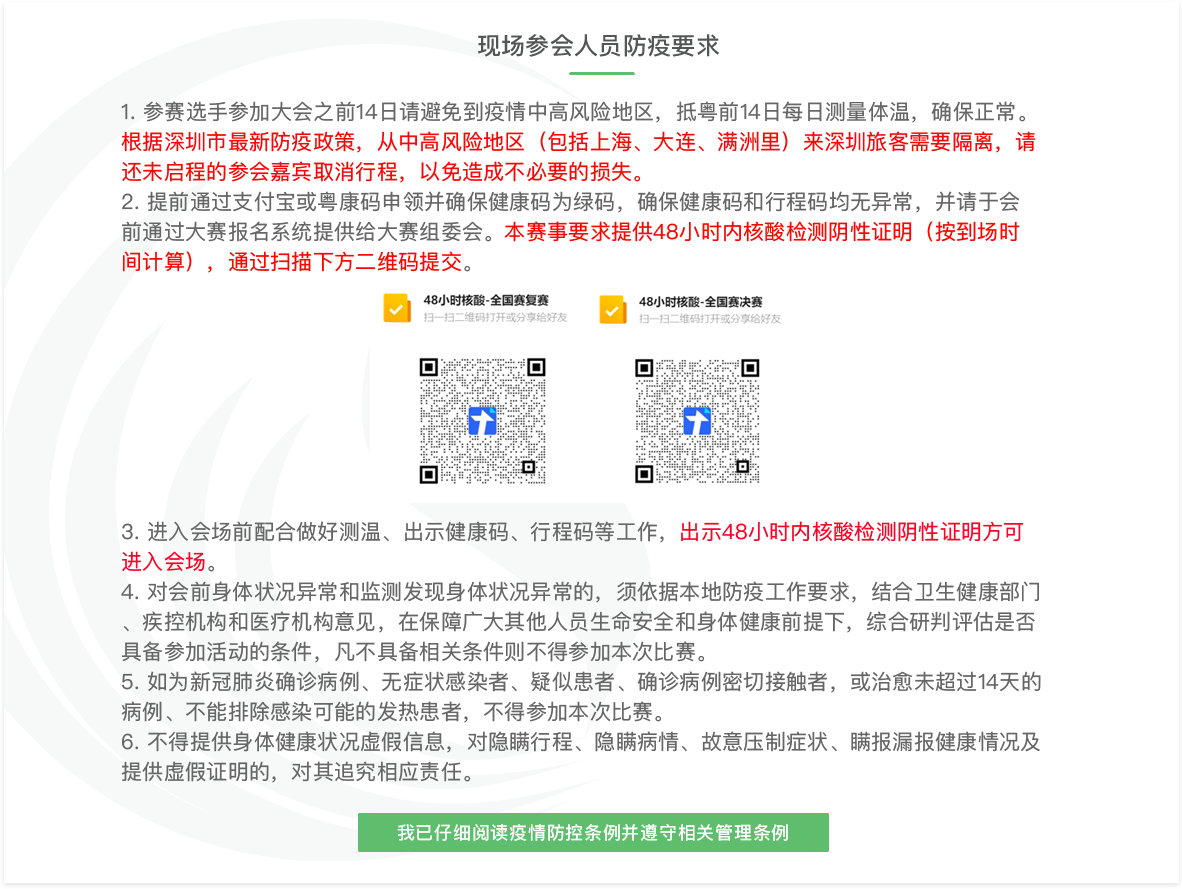 现场参会人员防疫要求
1. 参赛选手参加大会之前14日请避免到疫情中高风险地区，抵粤前14日每日测量体温，确保正常。
根据深圳市最新防疫政策，从中高风险地区（包括上海、大连、满洲里）来深圳旅客需要隔离，请
还未启程的参会嘉宾取消行程，以免造成不必要的损失。
2. 提前通过支付宝或粤康码申领并确保健康码为绿码，确保健康码和行程码均无异常，并请于会
前通过大赛报名系统提供给大赛组委会。本赛事要求提供48小时内核酸检测阴性证明（按到场时
间计算），通过扫描下方二维码提交。
48小时核酸-全国赛复赛
扫一扫二维码打开或分享给好友
48小时核酸-全国赛决赛
扫一扫二维码打开或分享给好友
3. 进入会场前配合做好测温、出示健康码、行程码等工作，出示48小时内核酸检测阴性证明方可
进入会场。
4. 对会前身体状况异常和监测发现身体状况异常的，须依据本地防疫工作要求，结合卫生健康部门
、疾控机构和医疗机构意见，在保障广大其他人员生命安全和身体健康前提下，综合研判评估是否
具备参加活动的条件，凡不具备相关条件则不得参加本次比赛。
5. 如为新冠肺炎确诊病例、无症状感染者、疑似患者、确诊病例密切接触者，或治愈未超过14天的
病例、不能排除感染可能的发热患者，不得参加本次比赛。
6. 不得提供身体健康状况虚假信息，对隐瞒行程、隐瞒病情、故意压制症状、瞒报漏报健康情况及
提供虚假证明的，对其追究相应责任。
我已仔细阅读疫情防控条例并遵守相关管理条例